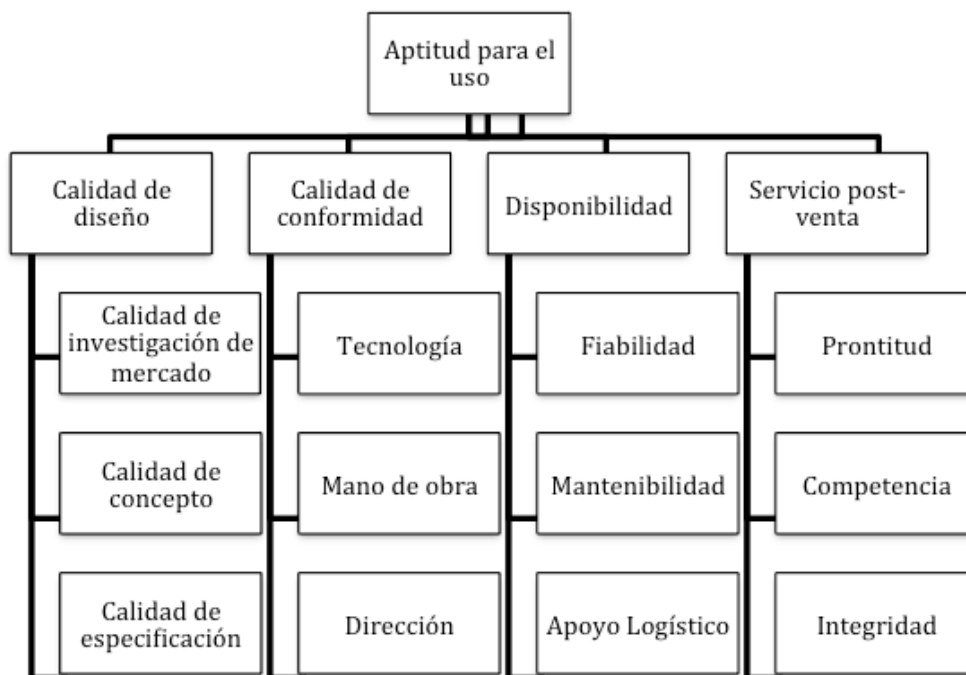 Aptitud para el
uso
Calidad de
diseño
Calidad de
conformidad
Disponibilidad
Servicio post-
venta
Calidad de
investigación de
mercado
Tecnología
Fiabilidad
Prontitud
Calidad de
concepto
Mano de obra
Mantenibilidad
Competencia
Calidad de
especificación
Dirección
Apoyo Logístico
Integridad